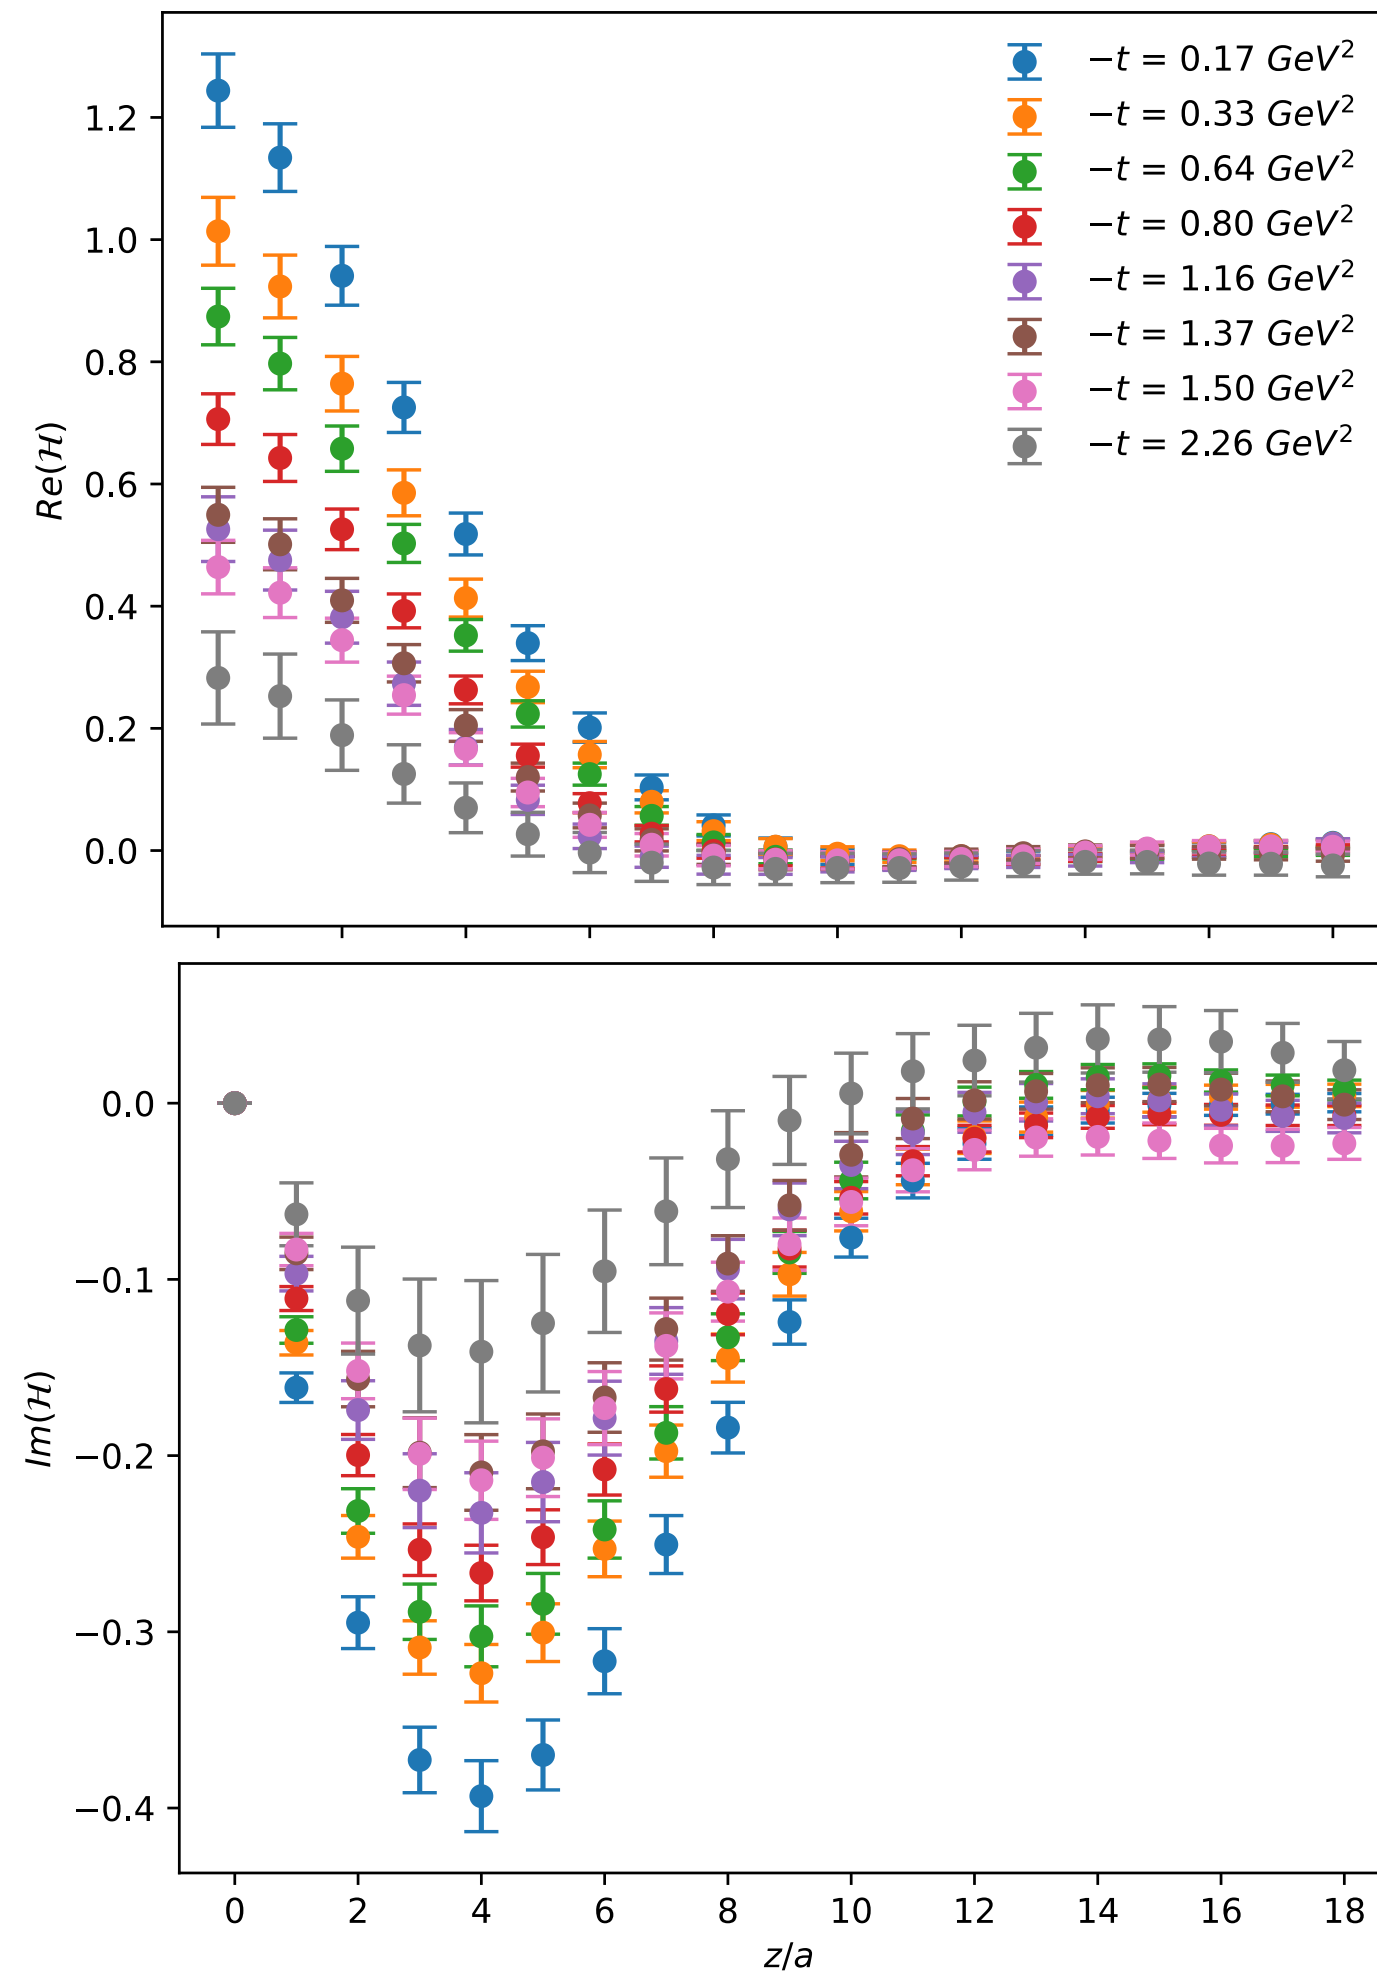 −t = 0.17 GeV²
−t = 0.33 GeV²
−t = 0.64 GeV²
−t = 0.80 GeV²
−t = 1.16 GeV²
−t = 1.37 GeV²
−t = 1.50 GeV²
−t = 2.26 GeV²
Re(ℋ)
1.2
1.0
0.8
0.6
0.4
0.2
0.0
Im(ℋ)
0.0
−0.1
−0.2
−0.3
−0.4
0 2 4 6 8 10 12 14 16 18
z/a